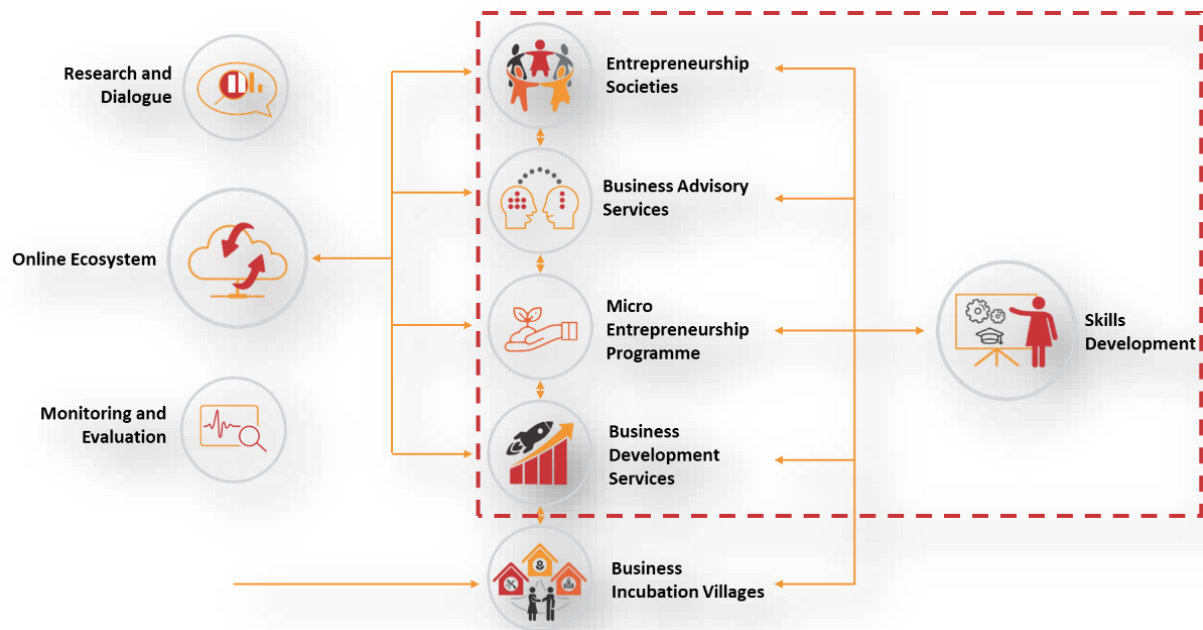 Research and
Dialogue
Online Ecosystem
Monitoring and
Evaluation
Entrepreneurship
Societies
Business Advisory
Services
Micro
Entrepreneurship
Programme
Business
Development
Services
Business
Incubation Villages
Skills
Development